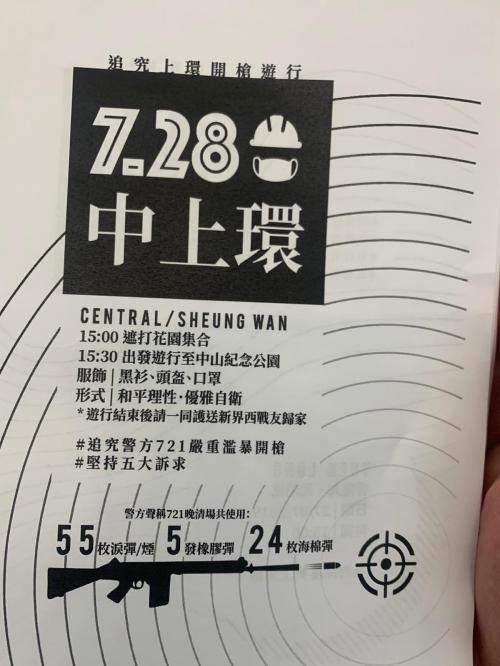 追究上環開槍遊行
7.28
中上環
CENTRAL/SHEUNG WAN
15:00 遮打花園集合
15:30 出發遊行至中山紀念公園
服飾|黑衫、頭盔、口罩
形式|和平理性·優雅自衛
*遊行結束後請一同護送新界西戰友歸家
#追究警方721嚴重濫暴開槍
#堅持五大訴求
警方聲稱721晚清場共使用:
55枚淚彈/煙 5發橡膠彈 24枚海棉彈